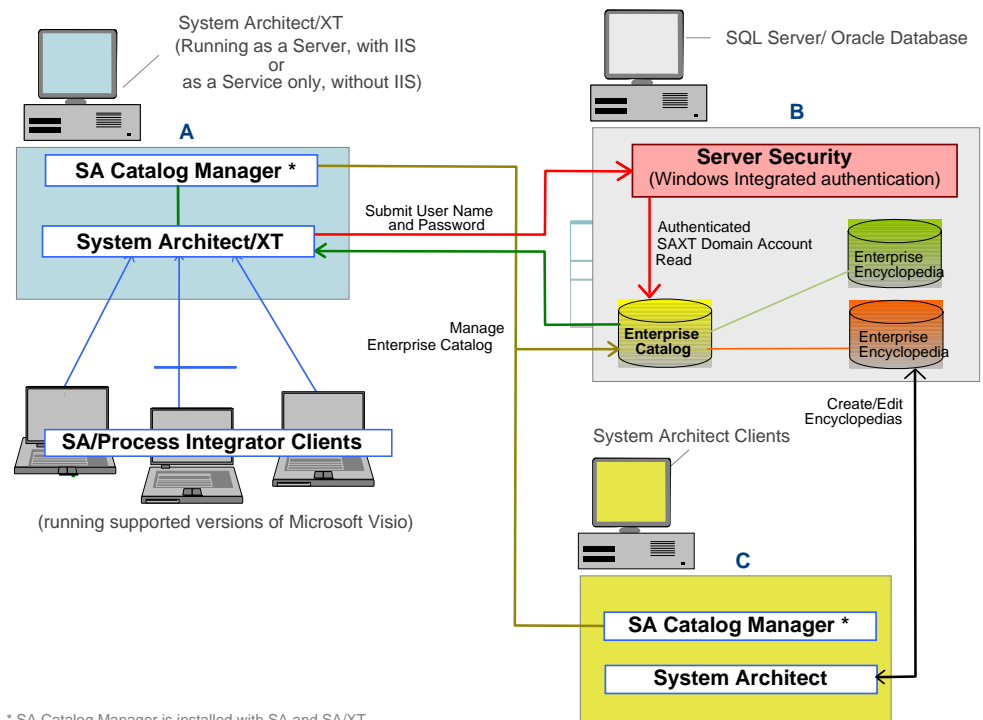 System Architect/XT
(Running as a Server, with IIS
or
as a Service only, without IIS)
SQL Server/ Oracle Database
A
B
SA Catalog Manager *
System Architect/XT
Submit User Name
and Password
Server Security
(Windows Integrated authentication)
Authenticated
SAXT Domain Account
Read
Enterprise
Encyclopedia
Manage
Enterprise Catalog
Enterprise
Catalog
Enterprise
Encyclopedia
SA/Process Integrator Clients
(running supported versions of Microsoft Visio)
Create/Edit
Encyclopedias
System Architect Clients
C
SA Catalog Manager *
System Architect
* SA Catalog Manager is installed with SA and SA/XT